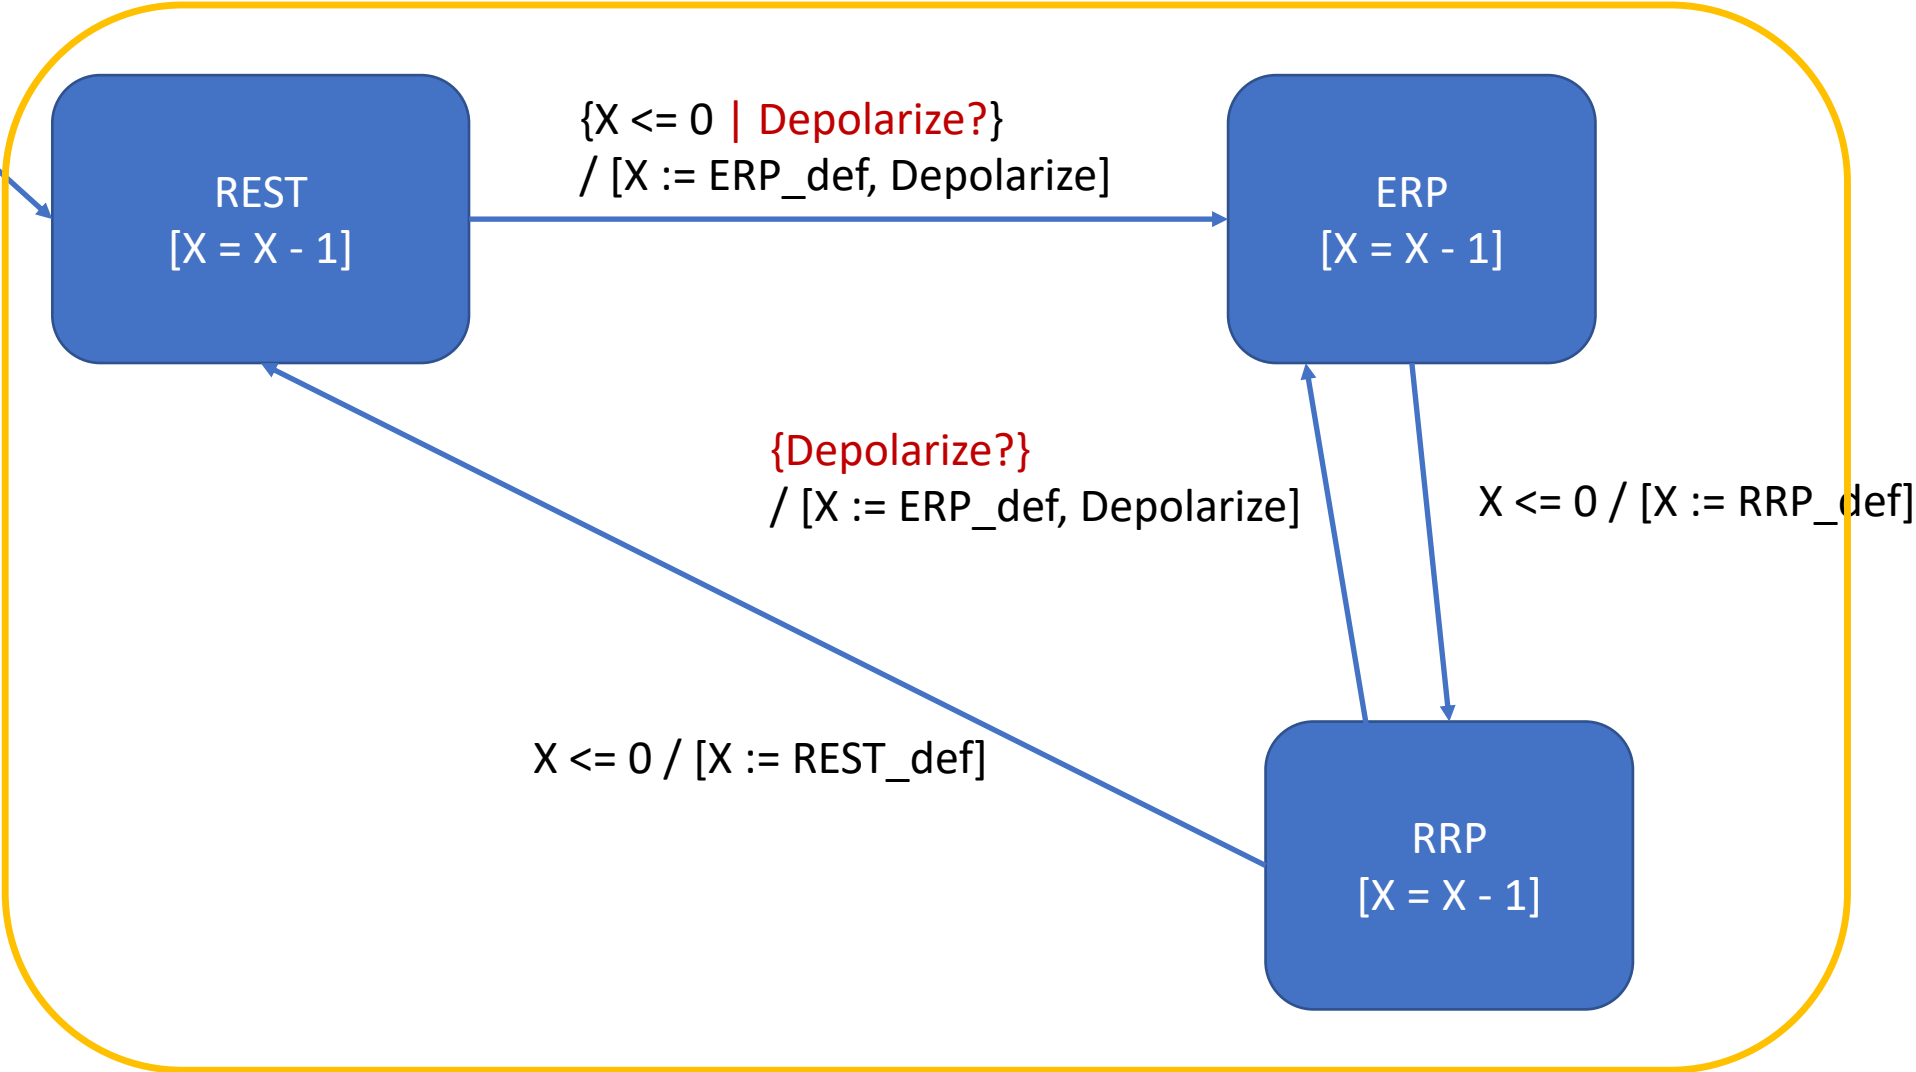 {X <= 0 | Depolarize?}
/ [X := ERP_def, Depolarize]
REST
[X = X - 1]
ERP
[X = X - 1]
{Depolarize?}
/ [X := ERP_def, Depolarize]
X <= 0 / [X := RRP_def]
X <= 0 / [X := REST_def]
RRP
[X = X - 1]